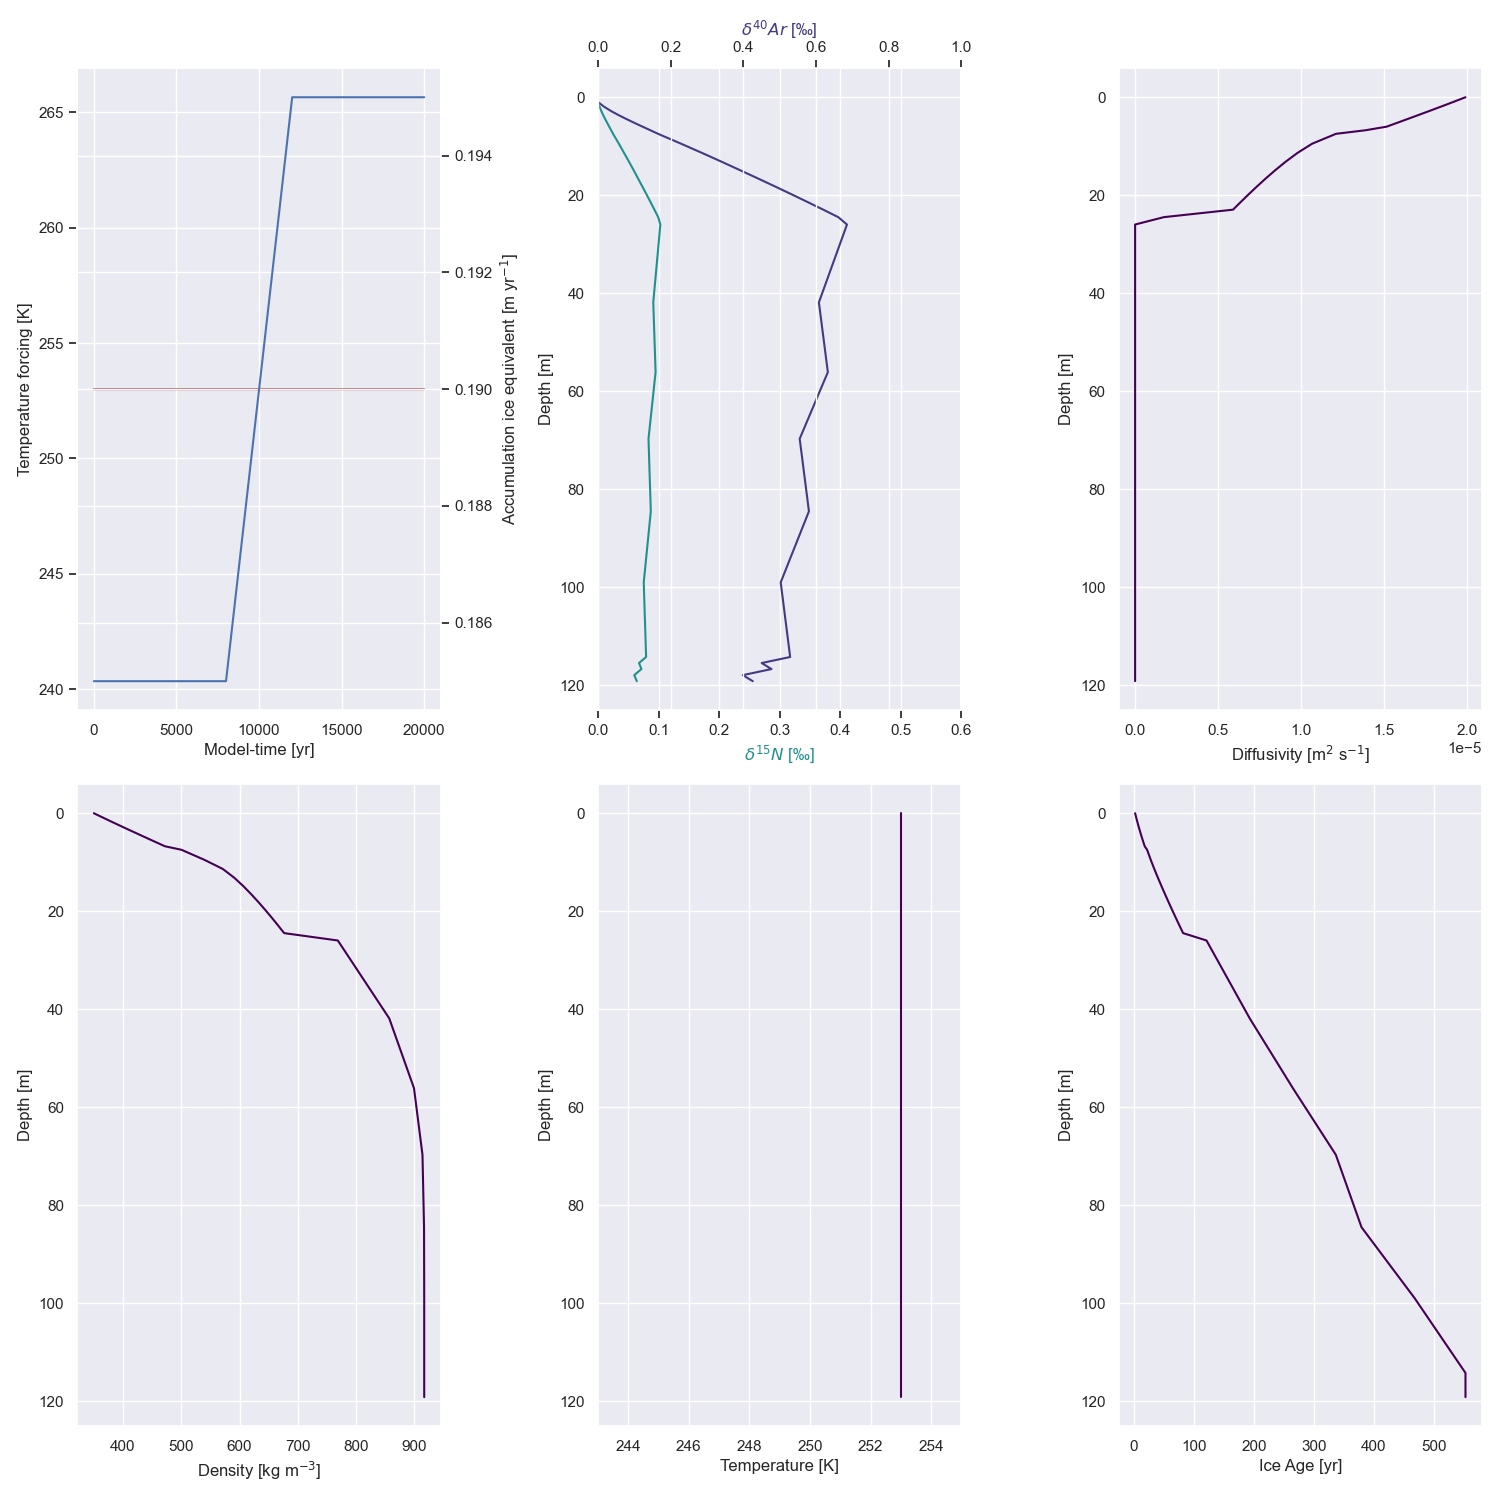 265
260
255
250
245
240
Temperature forcing [K]
0 5000 10000 15000 20000
Model-time [yr]
0.194
0.192
0.190
0.188
0.186
Accumulation ice equivalent [m yr⁻¹]
δ⁴⁰Ar [‰]
0.0 0.2 0.4 0.6 0.8 1.0
0
20
40
60
80
100
120
Depth [m]
0.0 0.1 0.2 0.3 0.4 0.5 0.6
δ¹⁵N [‰]
0
20
40
60
80
100
120
Depth [m]
0.0 0.5 1.0 1.5 2.0
1e−5
Diffusivity [m² s⁻¹]
0
20
40
60
80
100
120
Depth [m]
400 500 600 700 800 900
Density [kg m⁻³]
0
20
40
60
80
100
120
Depth [m]
244 246 248 250 252 254
Temperature [K]
0
20
40
60
80
100
120
Depth [m]
0 100 200 300 400 500
Ice Age [yr]